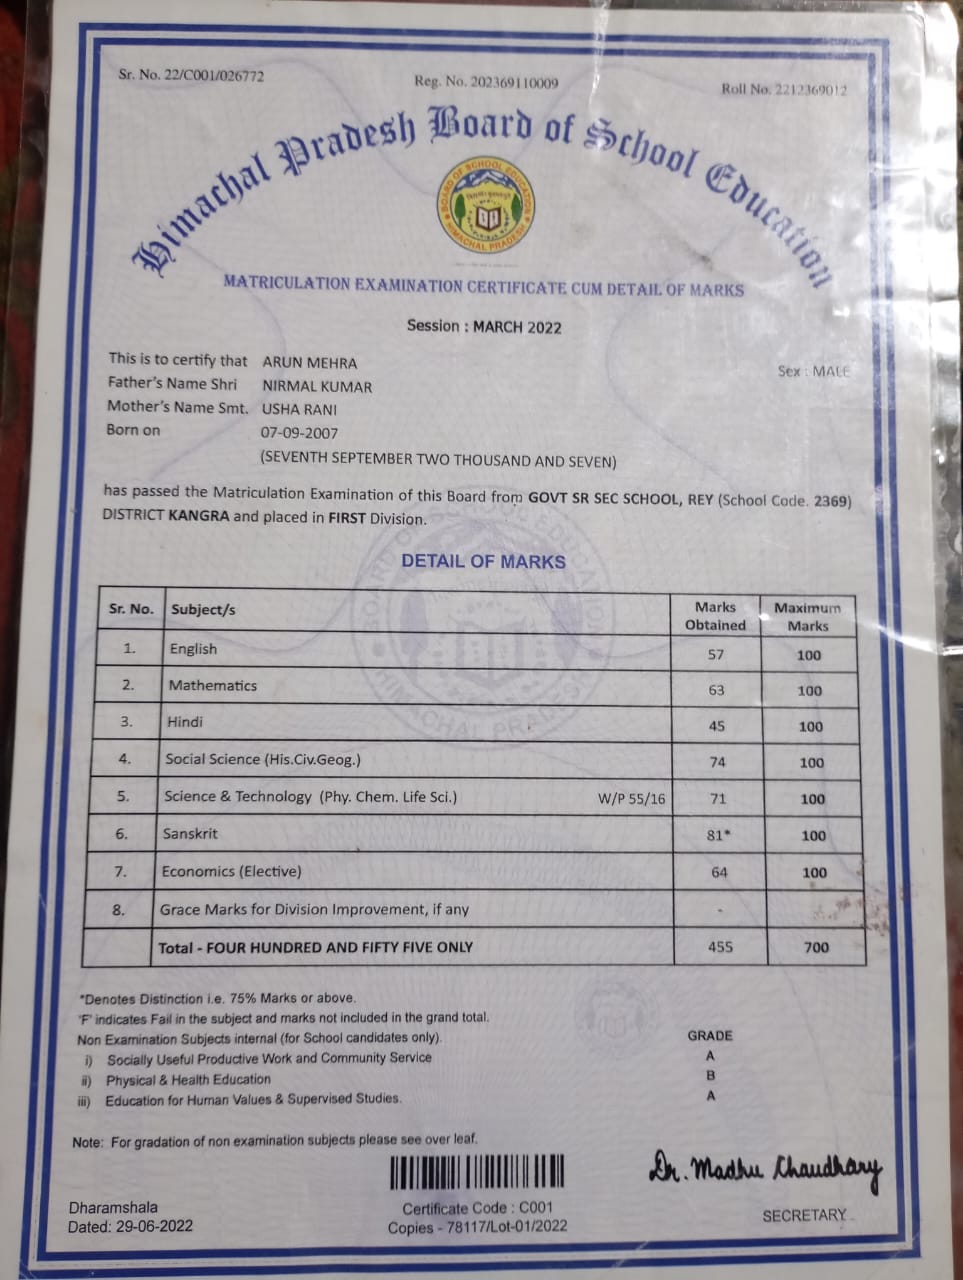 Sr. No. 22/C001/026772
Reg. No. 202369110009
Roll No. 2212369012
Himachal Pradesh Board of School Education
BOARD OF SCHOOL EDUCATION
HIMACHAL PRADESH
MATRICULATION EXAMINATION CERTIFICATE CUM DETAIL OF MARKS
Session : MARCH 2022
This is to certify that ARUN MEHRA
Sex : MALE
Father's Name Shri NIRMAL KUMAR
Mother's Name Smt. USHA RANI
Born on 07-09-2007
(SEVENTH SEPTEMBER TWO THOUSAND AND SEVEN)
has passed the Matriculation Examination of this Board from GOVT SR SEC SCHOOL, REY (School Code. 2369)
DISTRICT KANGRA and placed in FIRST Division.
DETAIL OF MARKS
Sr. No. Subject/s Marks Obtained Maximum Marks
1. English 57 100
2. Mathematics 63 100
3. Hindi 45 100
4. Social Science (His.Civ.Geog.) 74 100
5. Science & Technology (Phy. Chem. Life Sci.) W/P 55/16 71 100
6. Sanskrit 81* 100
7. Economics (Elective) 64 100
8. Grace Marks for Division Improvement, if any -
Total - FOUR HUNDRED AND FIFTY FIVE ONLY 455 700
*Denotes Distinction i.e. 75% Marks or above.
'F' indicates Fail in the subject and marks not included in the grand total.
Non Examination Subjects internal (for School candidates only). GRADE
i) Socially Useful Productive Work and Community Service A
ii) Physical & Health Education B
iii) Education for Human Values & Supervised Studies. A
Note: For gradation of non examination subjects please see over leaf.
Dr. Madhu Chaudhary
Dharamshala
Certificate Code : C001
SECRETARY
Dated: 29-06-2022
Copies - 78117/Lot-01/2022